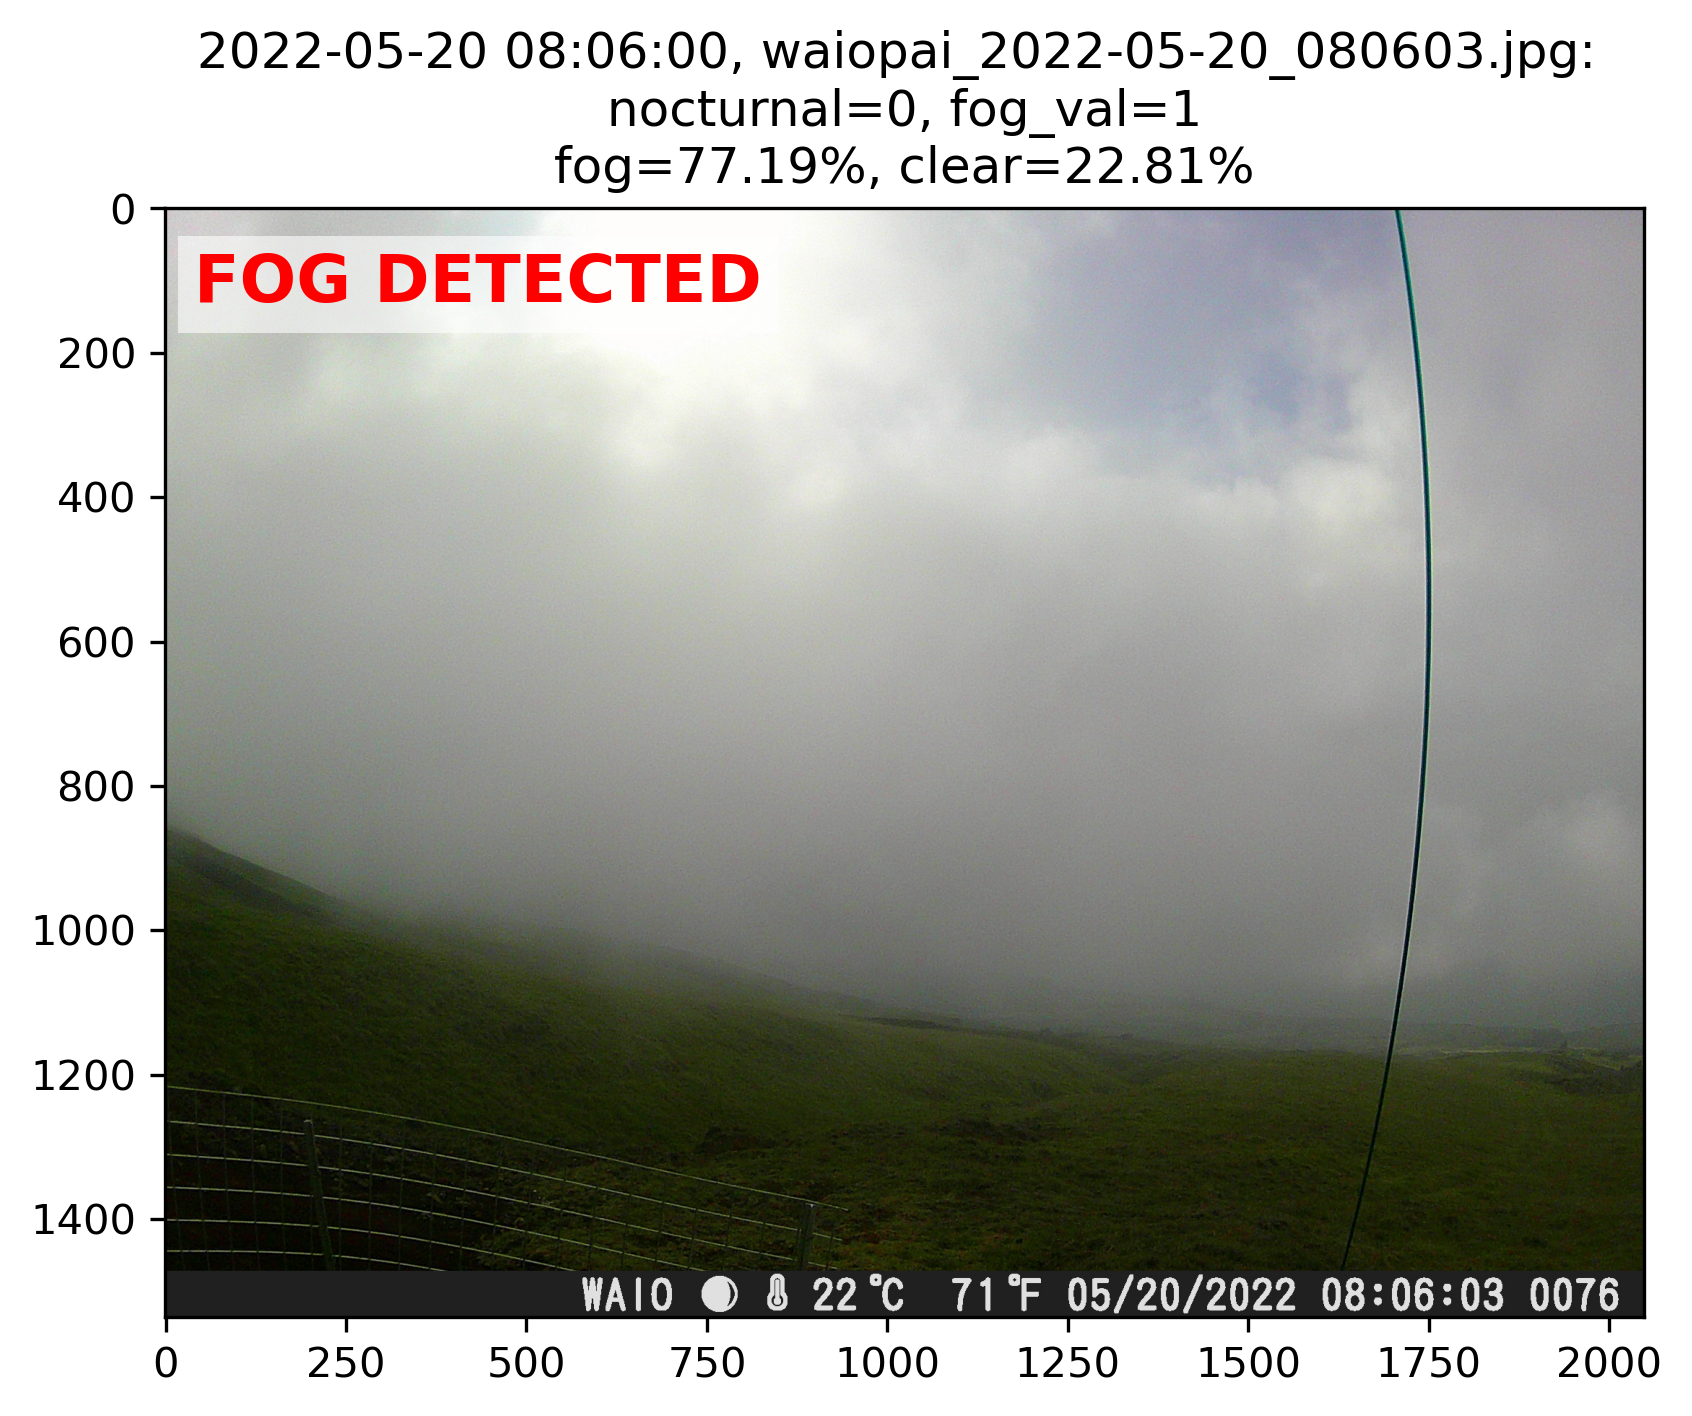 2022-05-20 08:06:00, waiopai_2022-05-20_080603.jpg:
nocturnal=0, fog_val=1
fog=77.19%, clear=22.81%
FOG DETECTED
0
200
400
600
800
1000
1200
1400
WAIO 22°C 71°F 05/20/2022 08:06:03 0076
0 250 500 750 1000 1250 1500 1750 2000